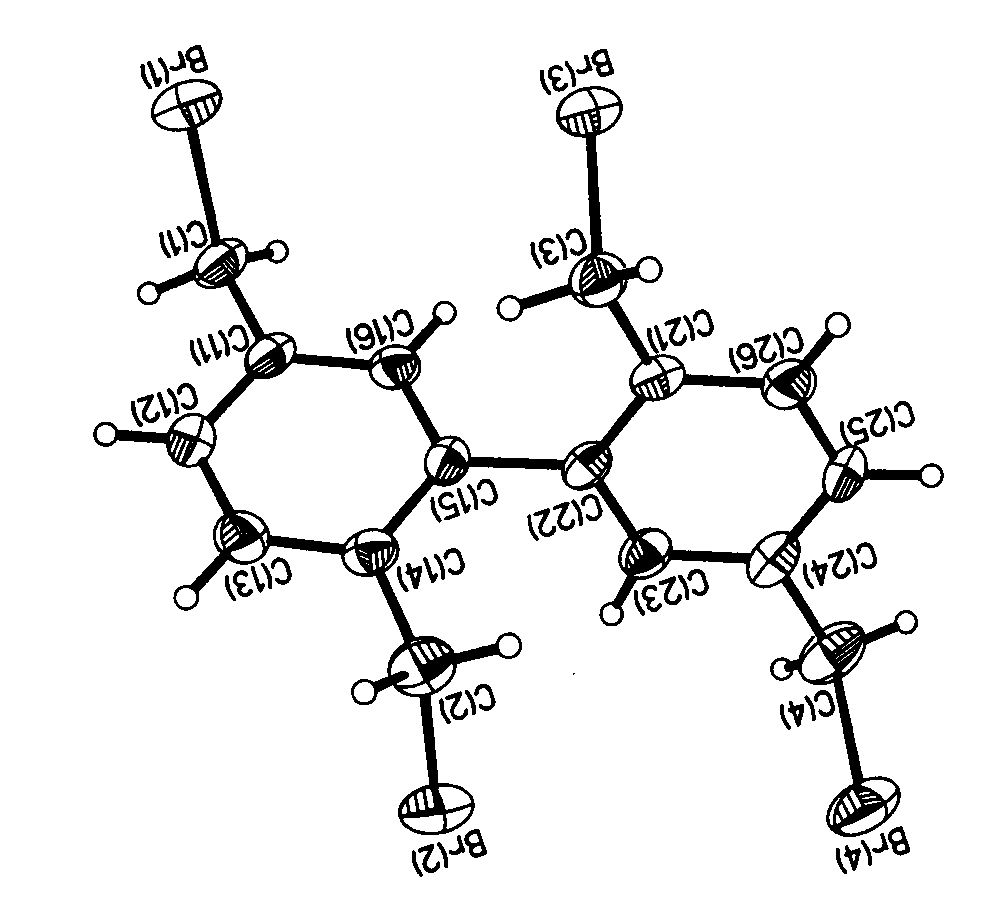 Br(1)
Br(3)
C(1)
C(3)
C(11)
C(16)
C(21)
C(26)
C(12)
C(25)
C(15)
C(22)
C(13)
C(14)
C(23)
C(24)
C(2)
C(4)
Br(2)
Br(4)